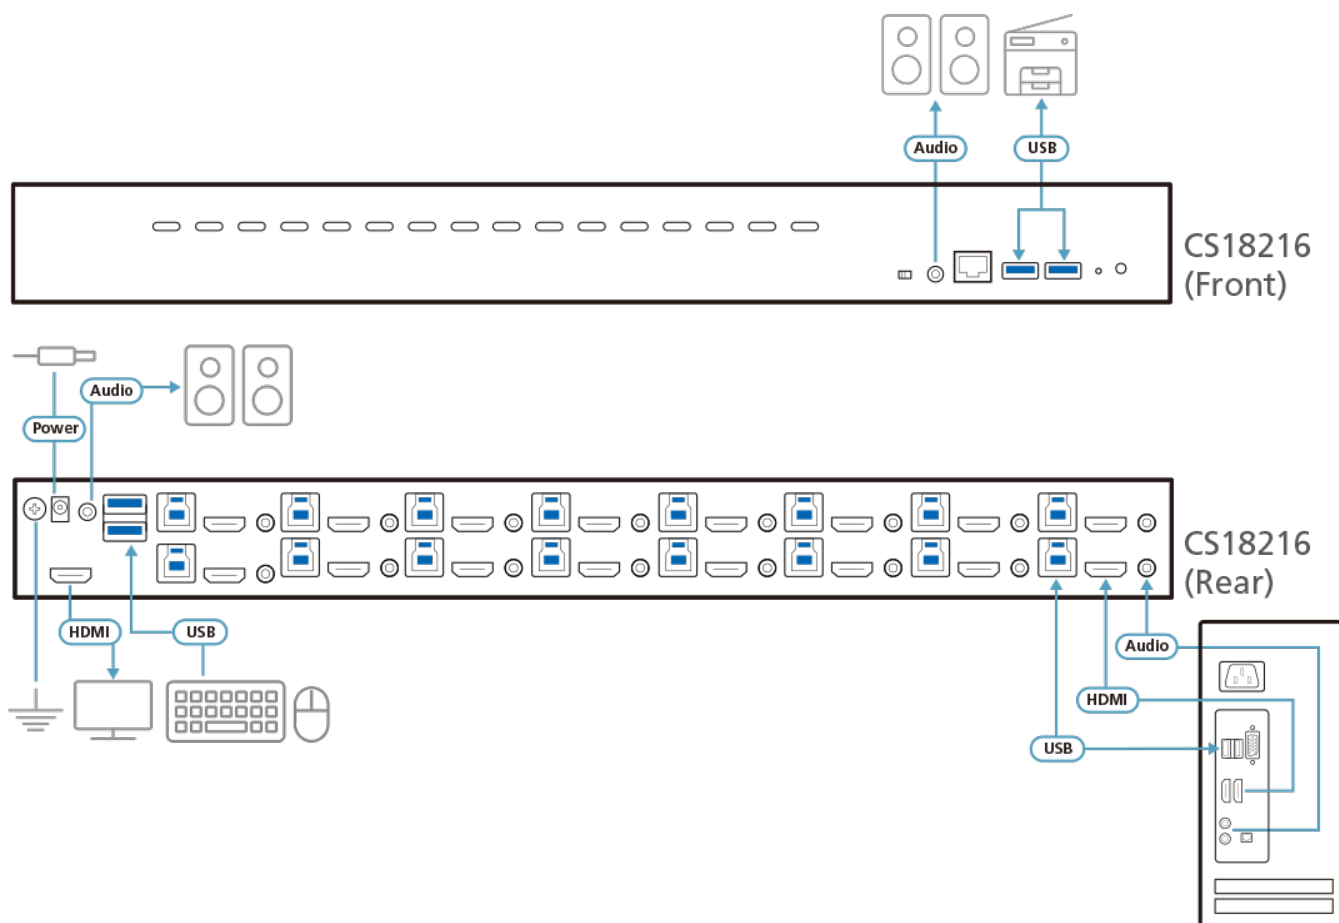 Audio
USB
CS18216
(Front)
Audio
Power
CS18216
(Rear)
HDMI
USB
Audio
HDMI
USB